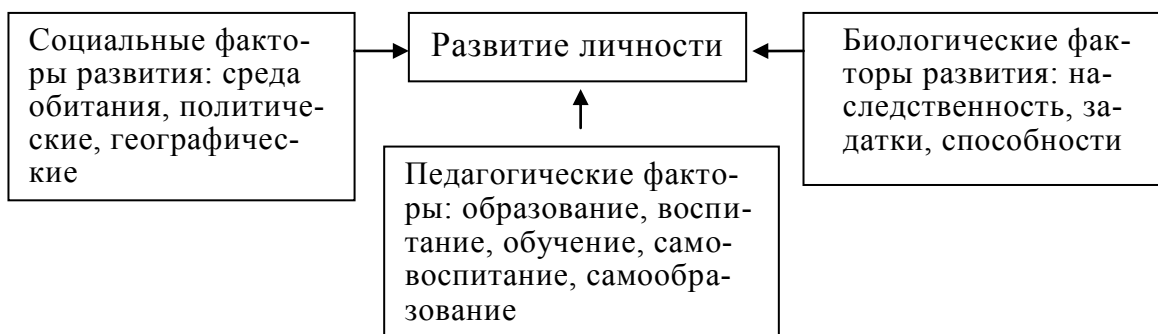 Социальные факто-
ры развития: среда
обитания, политиче-
ские, географичес-
кие
Развитие личности
Биологические фак-
торы развития: на-
следственность, за-
датки, способности
Педагогические факто-
ры: образование, воспи-
тание, обучение, само-
воспитание, самообра-
зование